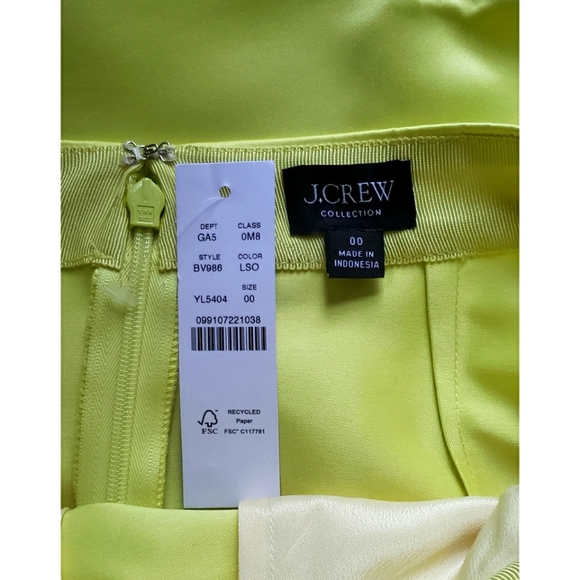 J.CREW
COLLECTION
00
MADE IN
INDONESIA
DEPT CLASS
GA5 0M8
STYLE COLOR
BV986 LSO
SIZE
YL5404 00
099107221038
FSC
RECYCLED
Paper
FSC® C117781
YKK